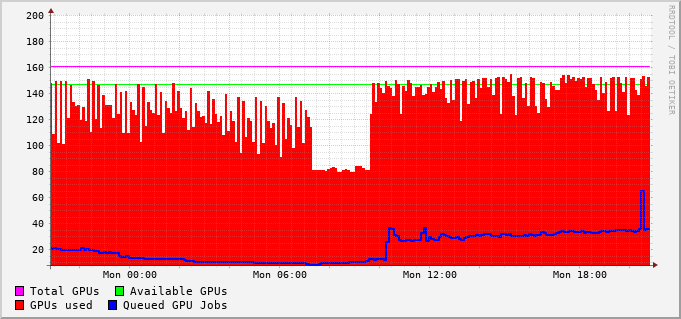 200
180
160
140
120
100
80
60
40
20
Mon 00:00 Mon 06:00 Mon 12:00 Mon 18:00
Total GPUs Available GPUs
GPUs used Queued GPU Jobs
RRDTOOL / TOBI OETIKER